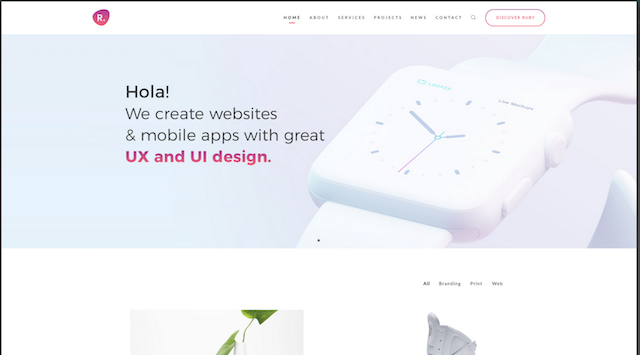 R.
HOME ABOUT SERVICES PROJECTS NEWS CONTACT DISCOVER RUBY
Hola!
We create websites
& mobile apps with great
UX and UI design.
Live Mockups
All Branding Print Web